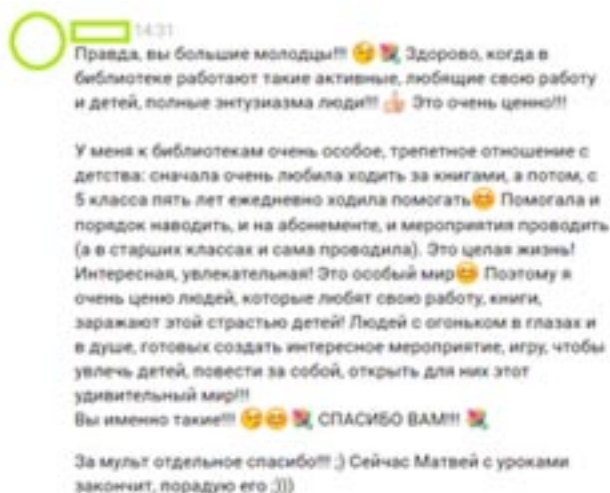 14:31
Правда, вы большие молодцы!!! 😘 💐 Здорово, когда в
библиотеке работают такие активные, любящие свою работу
и детей, полные энтузиазма люди!!! 👍 Это очень ценно!!!
У меня к библиотекам очень особое, трепетное отношение с
детства: сначала очень любила ходить за книгами, а потом, с
5 класса пять лет ежедневно ходила помогать😊 Помогала и
порядок наводить, и на абонементе, и мероприятия проводить
(а в старших классах и сама проводила). Это целая жизнь!
Интересная, увлекательная! Это особый мир😊 Поэтому я
очень ценю людей, которые любят свою работу, книги,
заражают этой страстью детей! Людей с огоньком в глазах и
в душе, готовых создать интересное мероприятие, игру, чтобы
увлечь детей, повести за собой, открыть для них этот
удивительный мир!!!
Вы именно такие!!! 😘😊 💐 СПАСИБО ВАМ!!! 💐
За мульт отдельное спасибо!!! ;) Сейчас Матвей с уроками
закончит, порадую его :)))